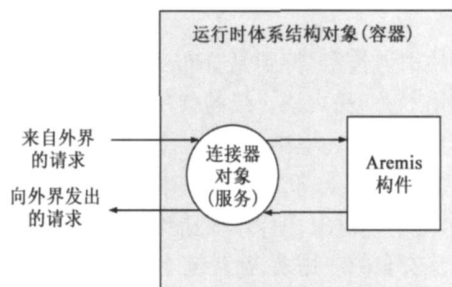 运行时体系结构对象(容器)
来自外界
的请求
向外界发出
的请求
连接器
对象
(服务)
Aremis
构件